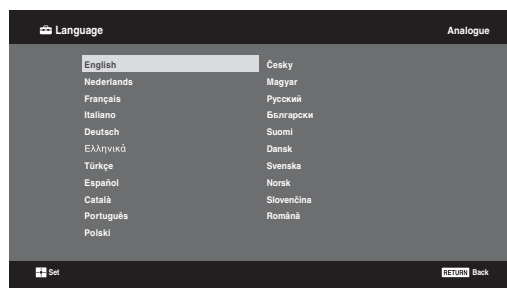 Language
Analogue
English
Nederlands
Français
Italiano
Deutsch
Ελληνικά
Türkçe
Español
Català
Português
Polski
Česky
Magyar
Русский
Български
Suomi
Dansk
Svenska
Norsk
Slovenčina
Română
Set
RETURN Back